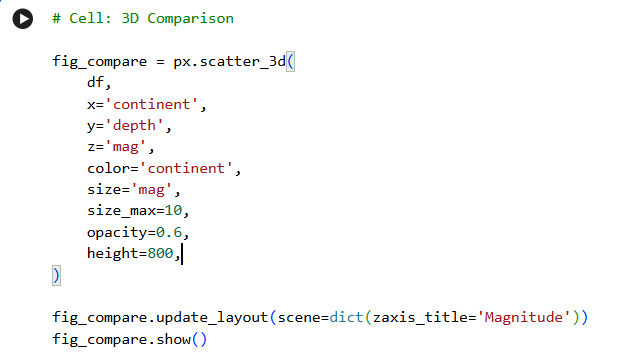 # Cell: 3D Comparison
fig_compare = px.scatter_3d(
    df,
    x='continent',
    y='depth',
    z='mag',
    color='continent',
    size='mag',
    size_max=10,
    opacity=0.6,
    height=800,
)
fig_compare.update_layout(scene=dict(zaxis_title='Magnitude'))
fig_compare.show()